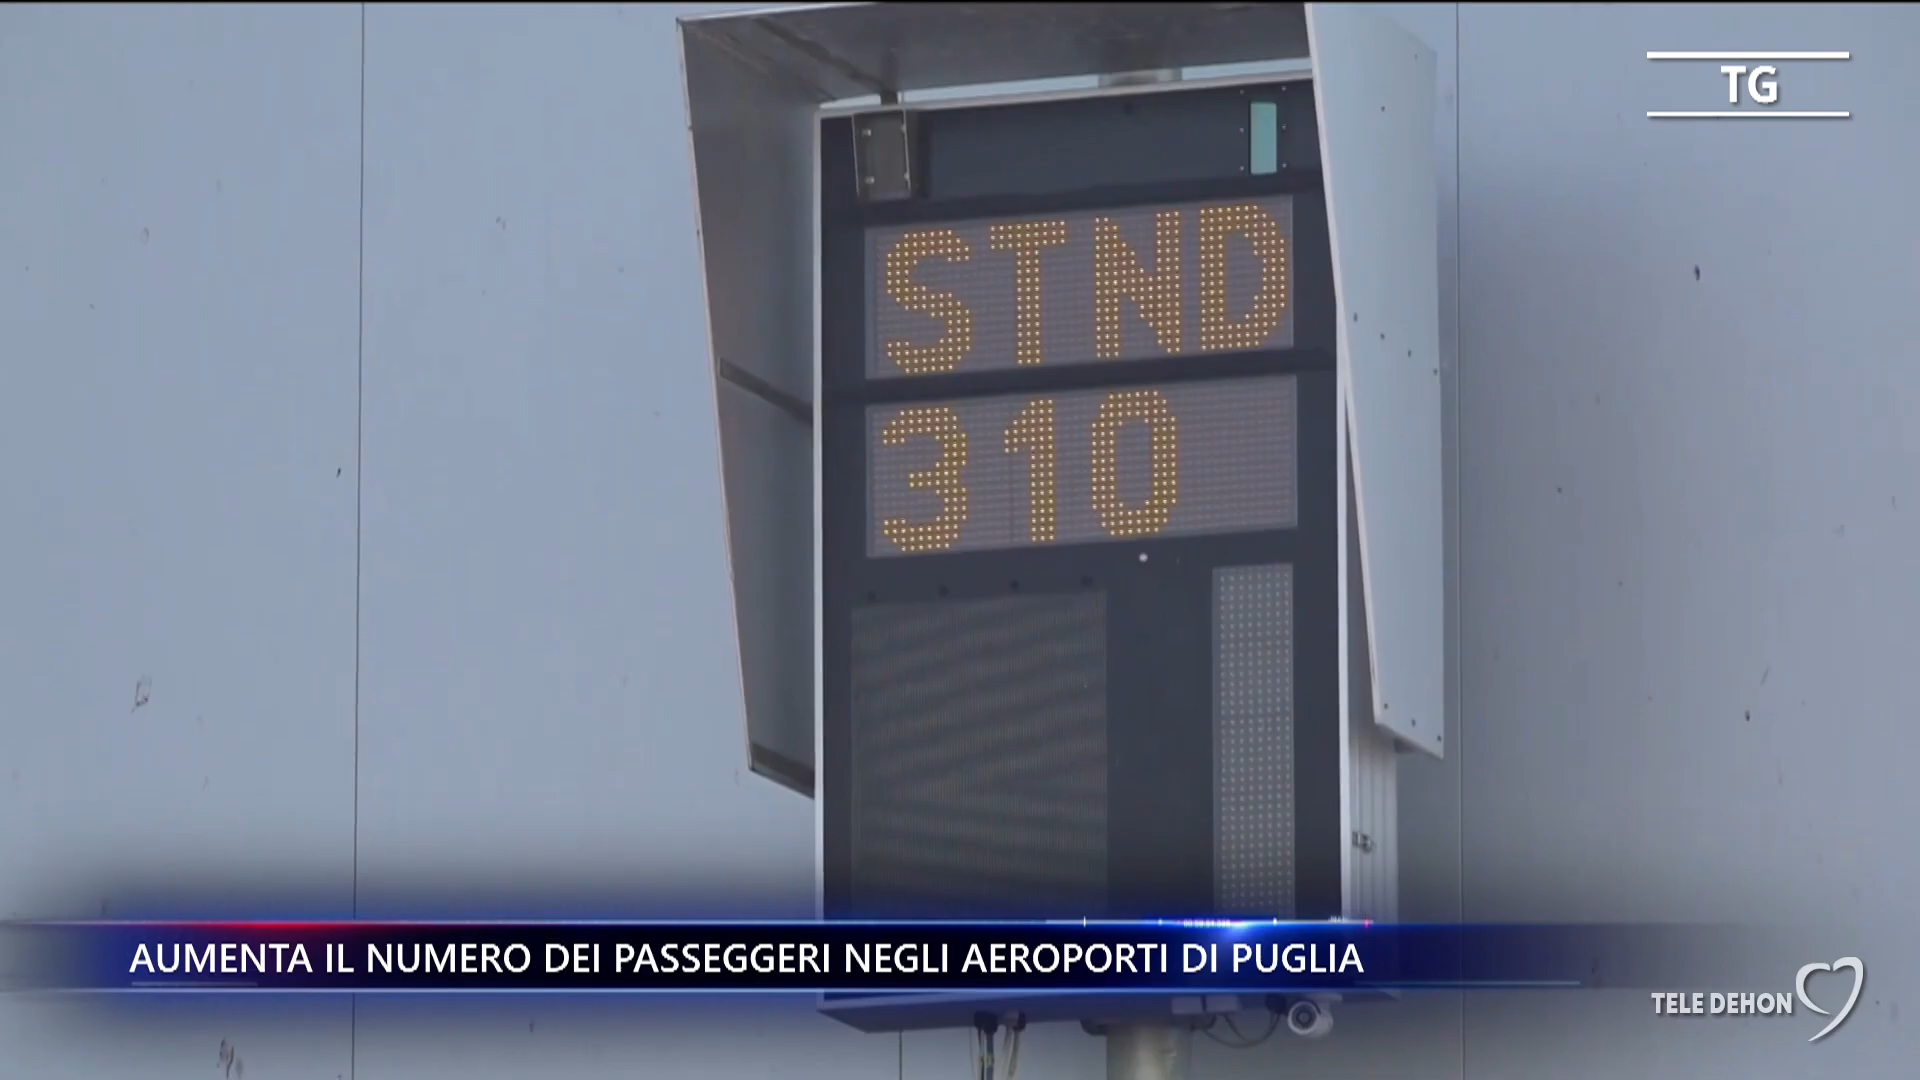 TG
STND
310
AUMENTA IL NUMERO DEI PASSEGGERI NEGLI AEROPORTI DI PUGLIA
TELE DEHON